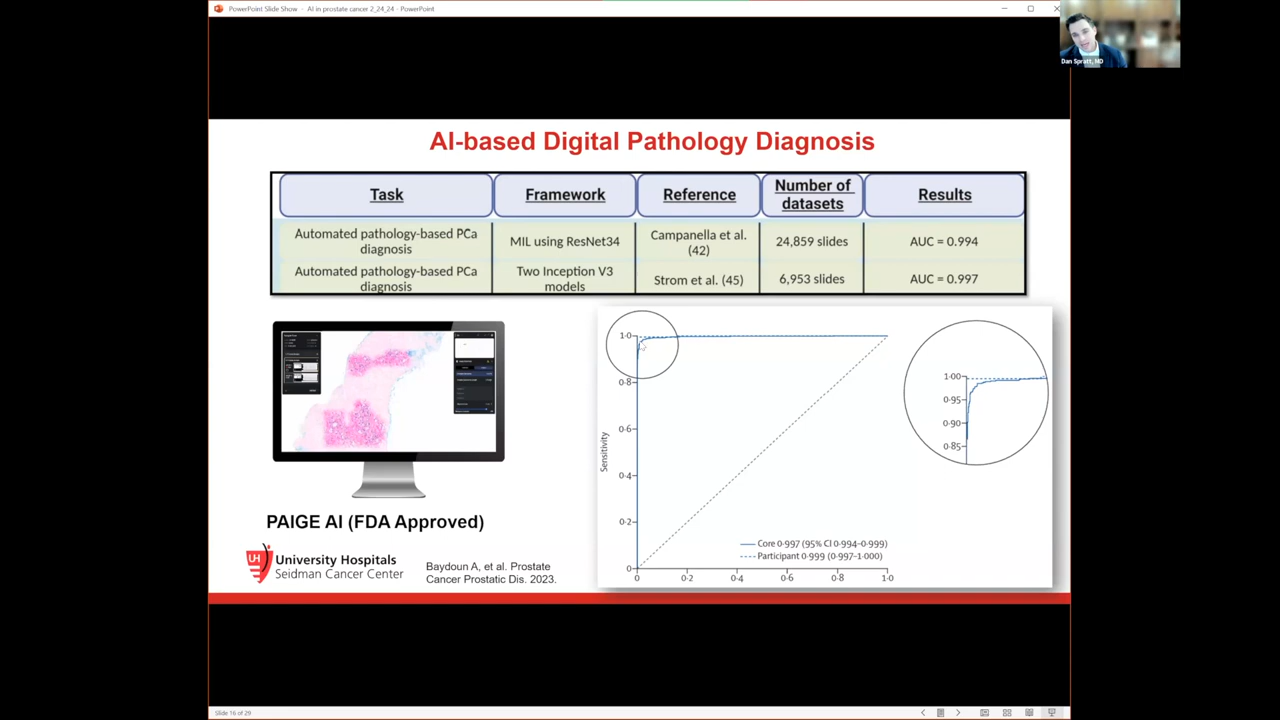 PowerPoint Slide Show - AI in prostate cancer 2_24_24 - PowerPoint
Dan Spratt, MD
AI-based Digital Pathology Diagnosis
Task
Framework
Reference
Number of
datasets
Results
Automated pathology-based PCa
diagnosis
MIL using ResNet34
Campanella et al.
(42)
24,859 slides
AUC = 0.994
Automated pathology-based PCa
diagnosis
Two Inception V3
models
Strom et al. (45)
6,953 slides
AUC = 0.997
1·0
0·8
0·6
0·4
0·2
0
Sensitivity
0
0·2
0·4
0·6
0·8
1·0
Core 0·997 (95% CI 0·994–0·999)
Participant 0·999 (0·997–1·000)
1·00
0·95
0·90
0·85
PAIGE AI (FDA Approved)
UH
University Hospitals
Seidman Cancer Center
Baydoun A, et al. Prostate
Cancer Prostatic Dis. 2023.
Slide 16 of 29